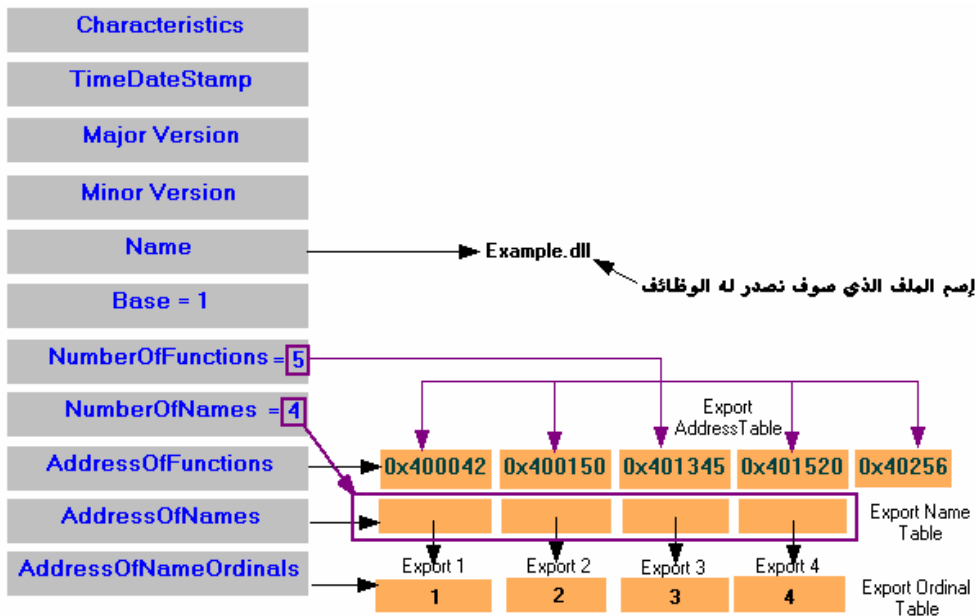 Characteristics
TimeDateStamp
Major Version
Minor Version
Name
Example.dll
إسم الملف الذي صوف نصدر له الوظائف
Base = 1
NumberOfFunctions = 5
NumberOfNames = 4
Export
AddressTable
AddressOfFunctions
0x400042 0x400150 0x401345 0x401520 0x40256
AddressOfNames
Export Name
Table
Export 1 Export 2 Export 3 Export 4
AddressOfNameOrdinals
1 2 3 4
Export Ordinal
Table